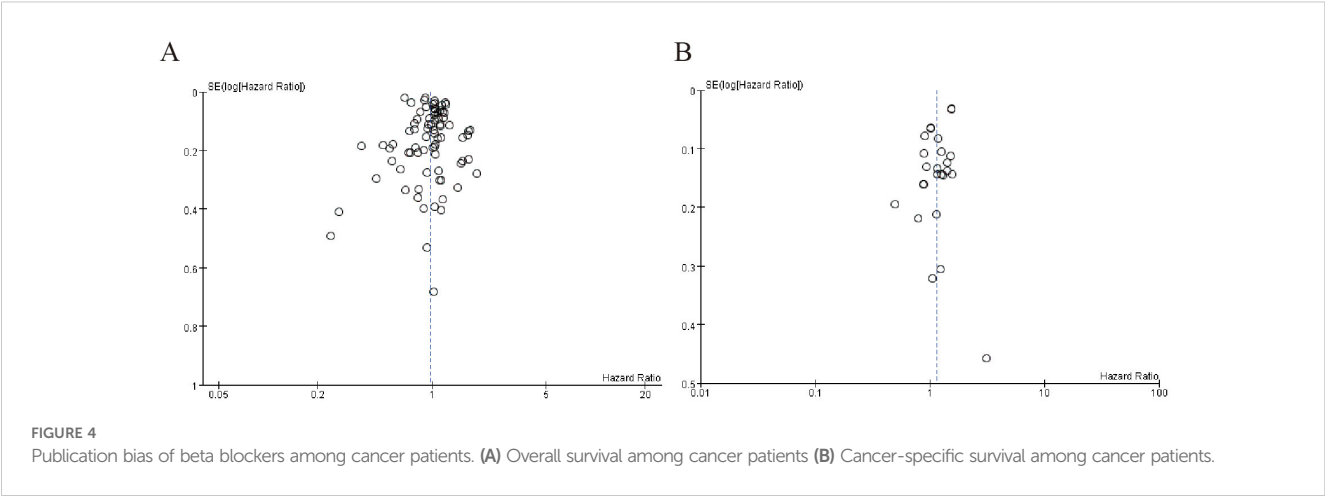 A
SE(log[Hazard Ratio])
0
0.2
0.4
0.6
0.8
1
0.05
0.2
1
5
20
Hazard Ratio
B
SE(log[Hazard Ratio])
0
0.1
0.2
0.3
0.4
0.5
0.01
0.1
1
10
100
Hazard Ratio
FIGURE 4
Publication bias of beta blockers among cancer patients. (A) Overall survival among cancer patients (B) Cancer-specific survival among cancer patients.